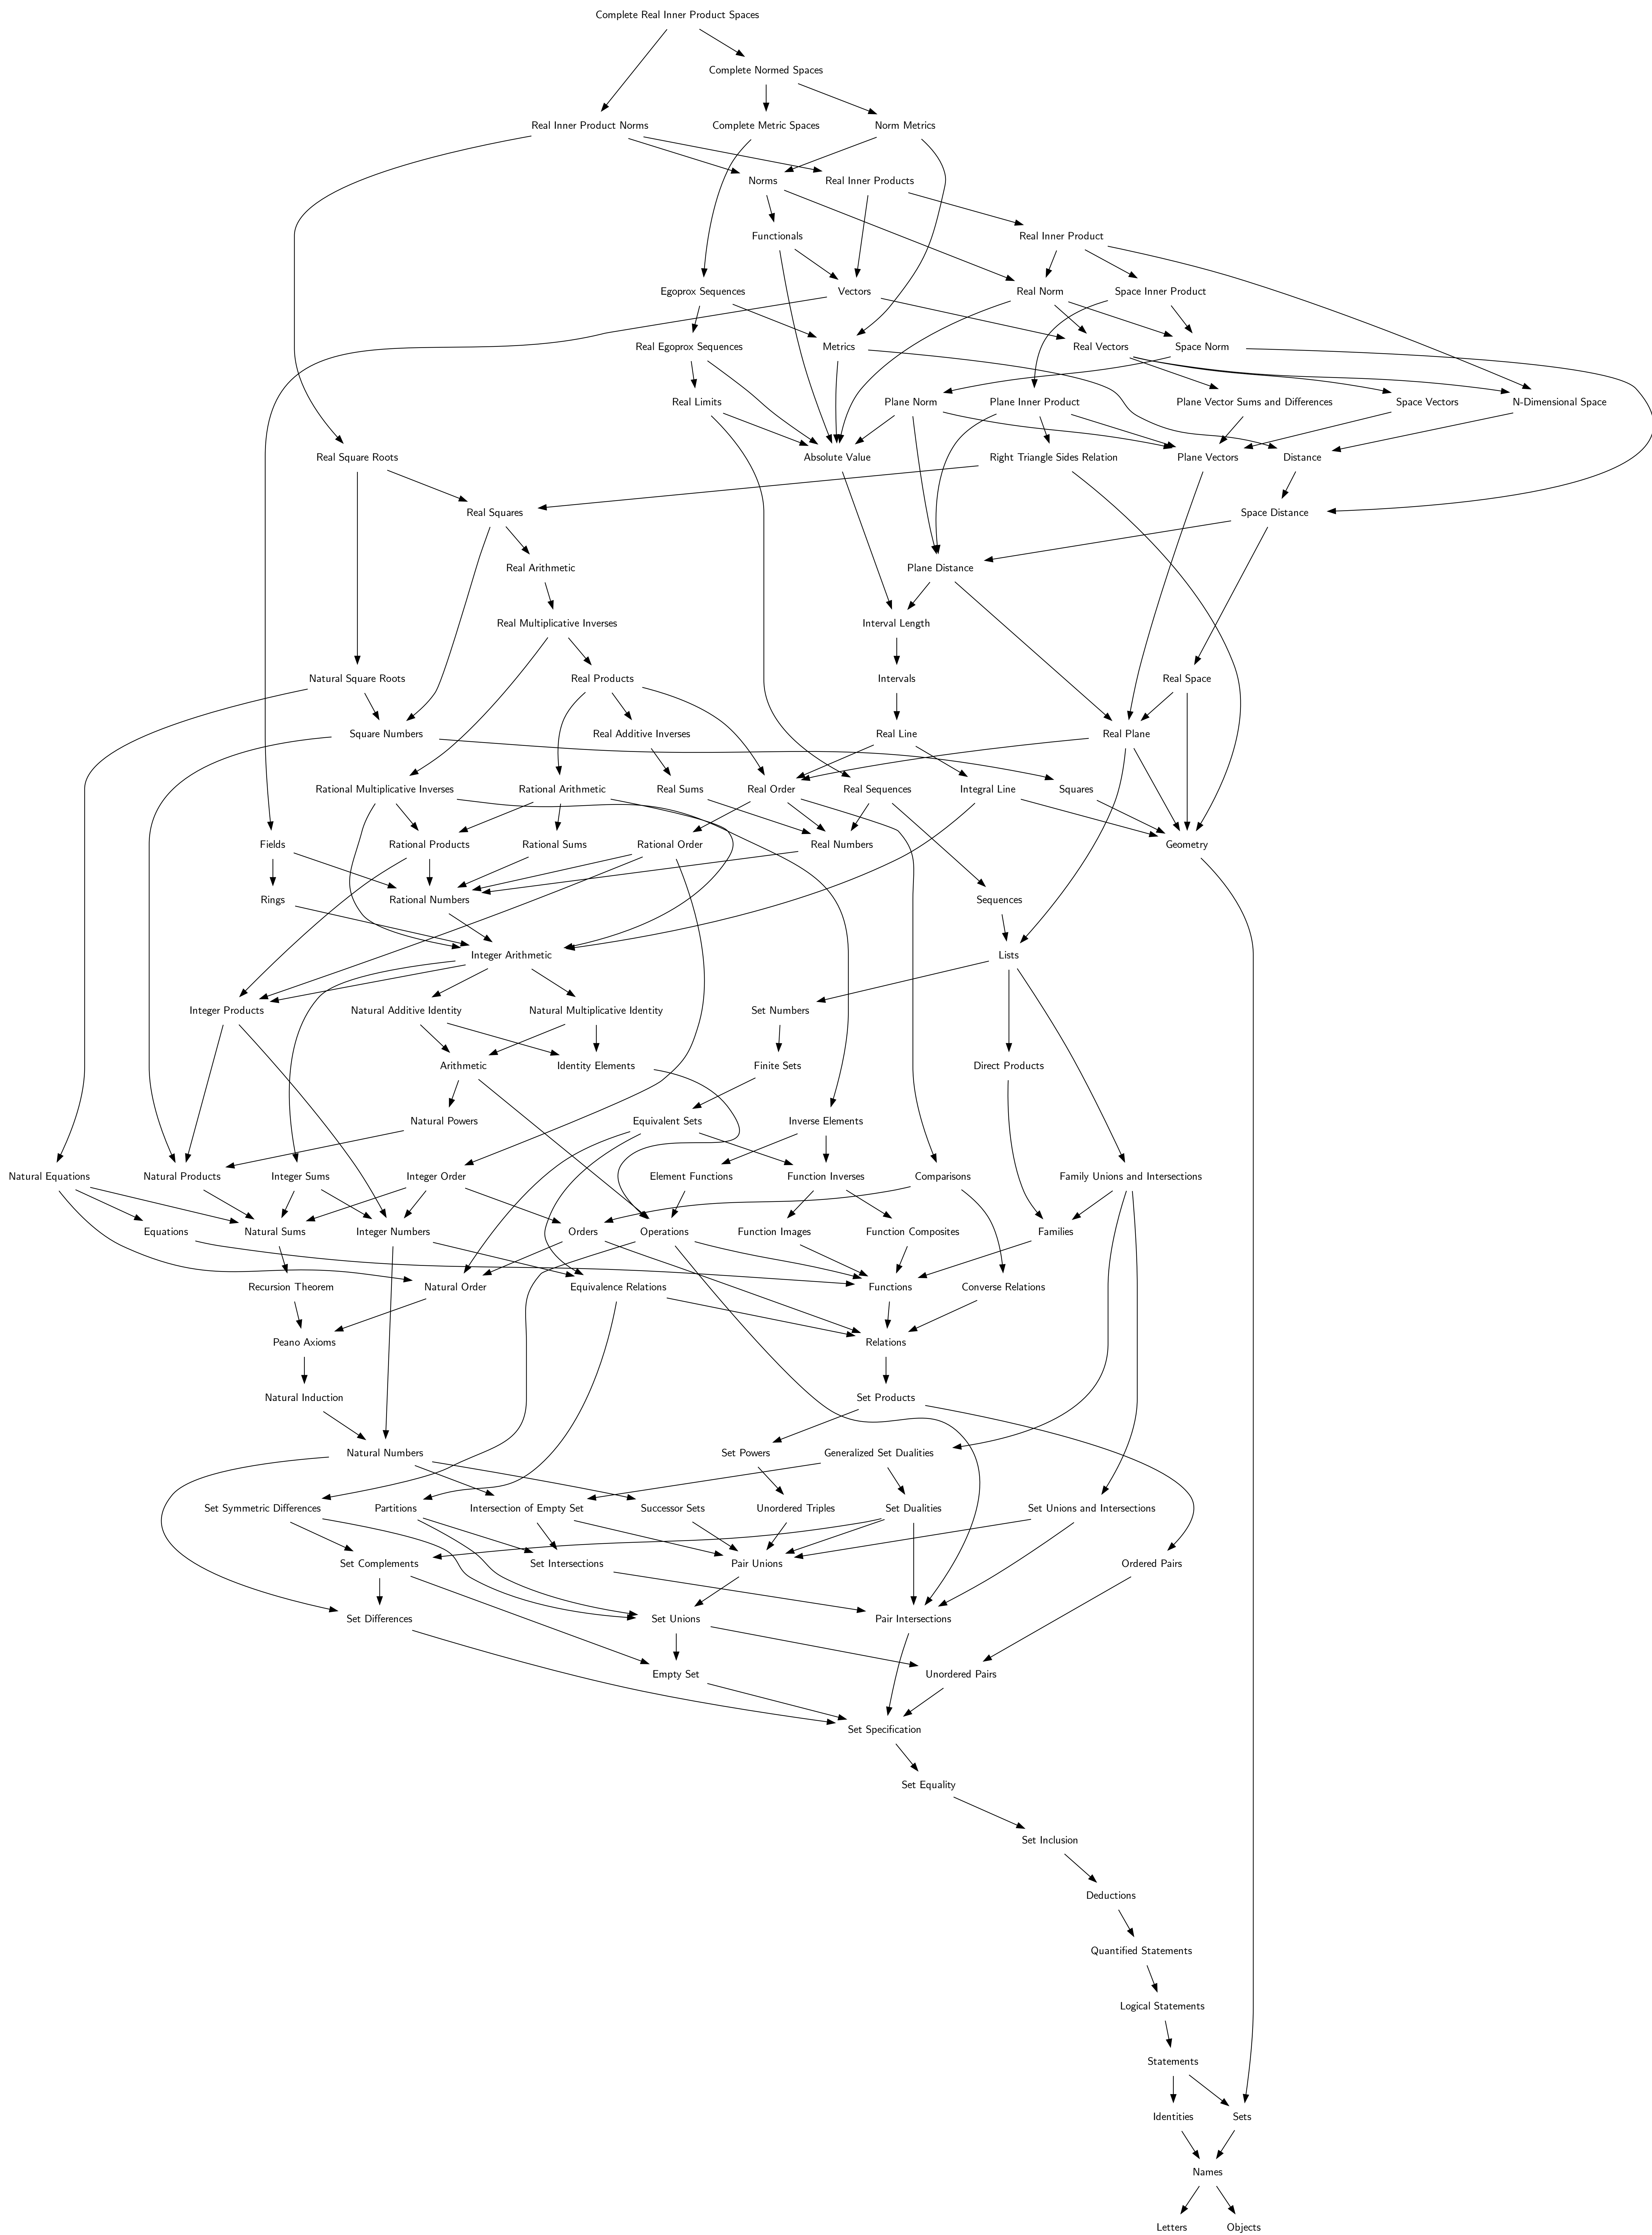 Complete Real Inner Product Spaces
Complete Normed Spaces
Real Inner Product Norms
Complete Metric Spaces
Norm Metrics
Norms
Real Inner Products
Functionals
Real Inner Product
Egoprox Sequences
Vectors
Real Norm
Space Inner Product
Real Egoprox Sequences
Metrics
Real Vectors
Space Norm
Real Limits
Plane Norm
Plane Inner Product
Plane Vector Sums and Differences
Space Vectors
N-Dimensional Space
Real Square Roots
Absolute Value
Right Triangle Sides Relation
Plane Vectors
Distance
Real Squares
Space Distance
Real Arithmetic
Plane Distance
Real Multiplicative Inverses
Interval Length
Natural Square Roots
Real Products
Intervals
Real Space
Square Numbers
Real Additive Inverses
Real Line
Real Plane
Rational Multiplicative Inverses
Rational Arithmetic
Real Sums
Real Order
Real Sequences
Integral Line
Squares
Fields
Rational Products
Rational Sums
Rational Order
Real Numbers
Geometry
Rings
Rational Numbers
Sequences
Integer Arithmetic
Lists
Integer Products
Natural Additive Identity
Natural Multiplicative Identity
Set Numbers
Arithmetic
Identity Elements
Finite Sets
Direct Products
Natural Powers
Equivalent Sets
Inverse Elements
Natural Equations
Natural Products
Integer Sums
Integer Order
Element Functions
Function Inverses
Comparisons
Family Unions and Intersections
Equations
Natural Sums
Integer Numbers
Orders
Operations
Function Images
Function Composites
Families
Recursion Theorem
Natural Order
Equivalence Relations
Functions
Converse Relations
Peano Axioms
Relations
Natural Induction
Set Products
Natural Numbers
Set Powers
Generalized Set Dualities
Set Symmetric Differences
Partitions
Intersection of Empty Set
Successor Sets
Unordered Triples
Set Dualities
Set Unions and Intersections
Set Complements
Set Intersections
Pair Unions
Ordered Pairs
Set Differences
Set Unions
Pair Intersections
Empty Set
Unordered Pairs
Set Specification
Set Equality
Set Inclusion
Deductions
Quantified Statements
Logical Statements
Statements
Identities
Sets
Names
Letters
Objects